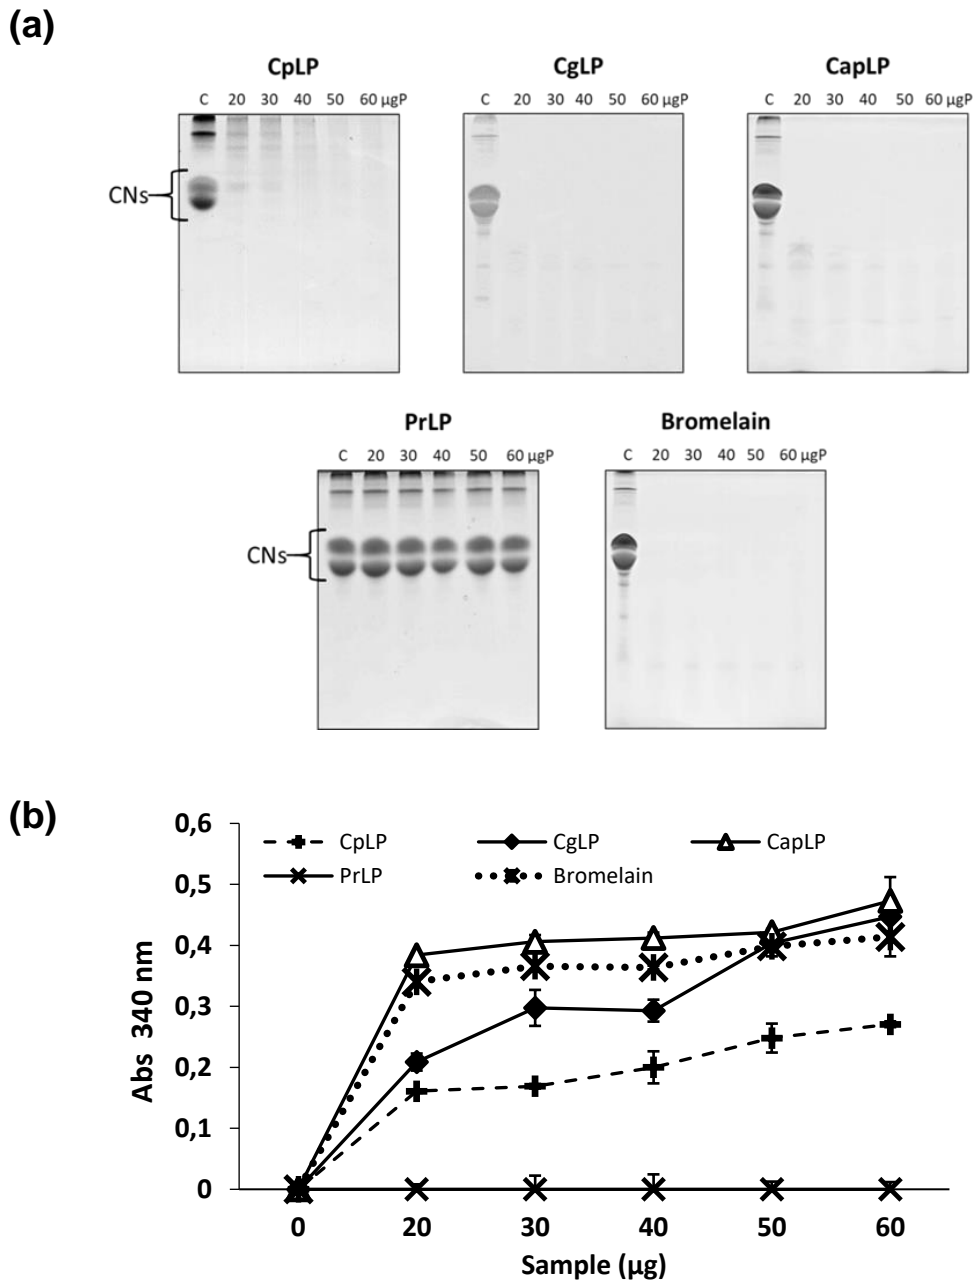 (a)
CpLP CgLP CapLP
C 20 30 40 50 60 µgP C 20 30 40 50 60 µgP C 20 30 40 50 60 µgP
CNs
PrLP Bromelain
C 20 30 40 50 60 µgP C 20 30 40 50 60 µgP
CNs
(b)
0,6
CpLP CgLP CapLP
PrLP Bromelain
0,5
0,4
0,3
0,2
0,1
0
Abs 340 nm
0 20 30 40 50 60
Sample (µg)